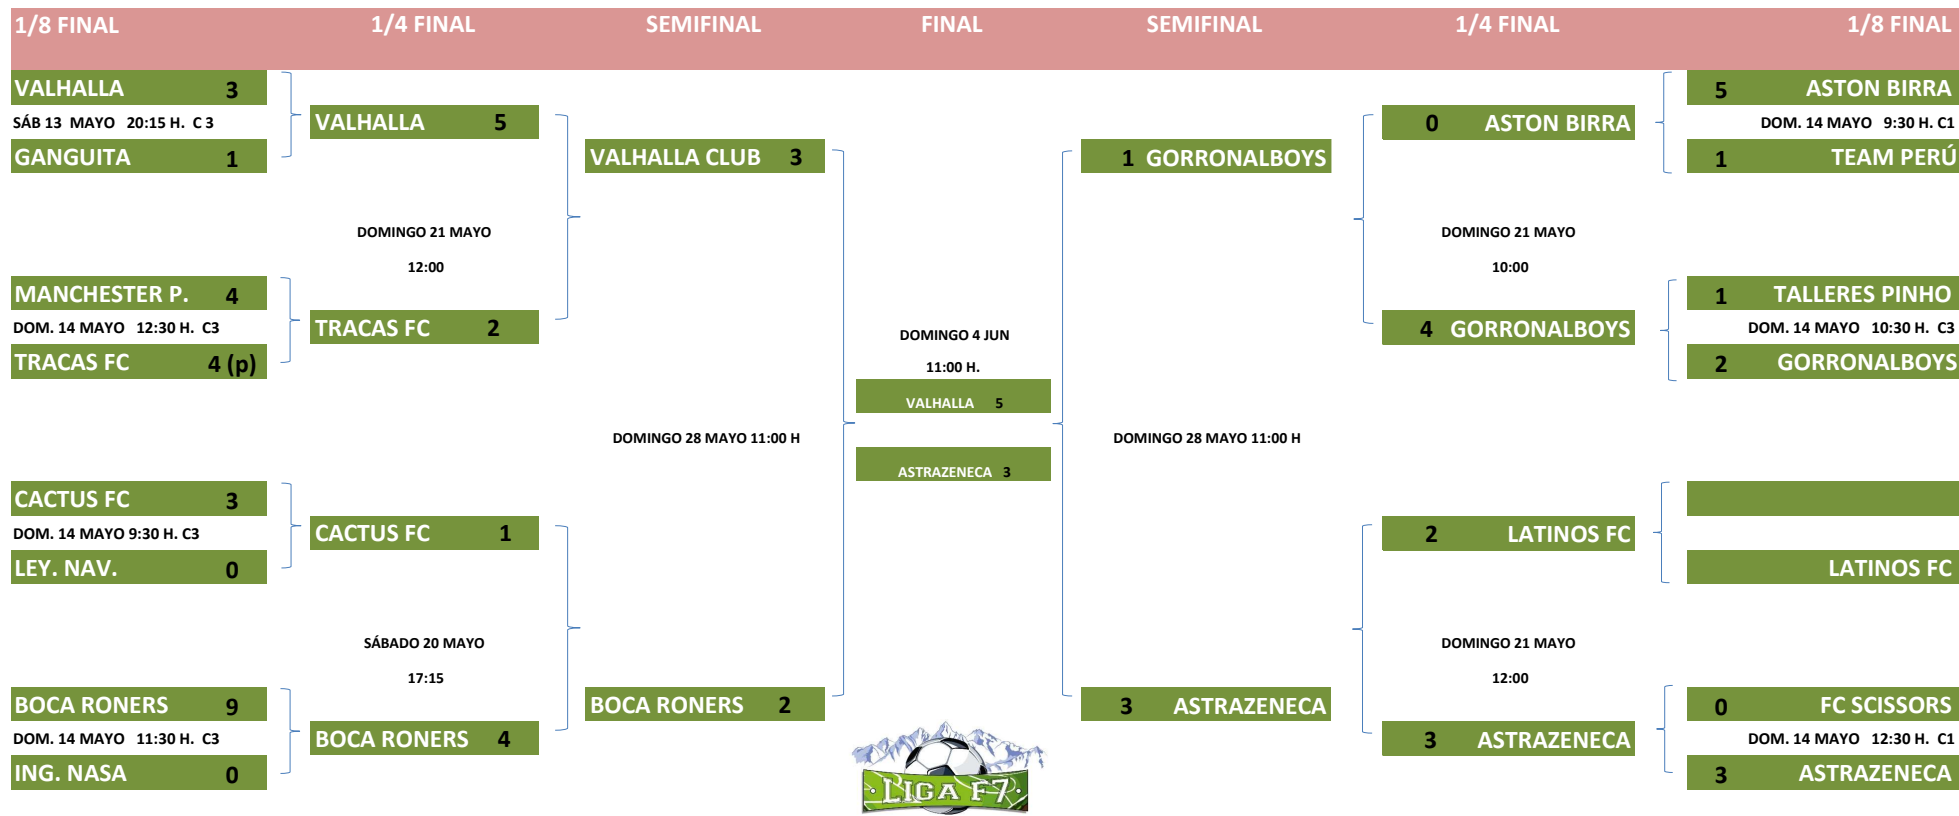 1/8 FINAL 1/4 FINAL SEMIFINAL FINAL SEMIFINAL 1/4 FINAL 1/8 FINAL
VALHALLA 3
SÁB 13 MAYO 20:15 H. C 3
GANGUITA 1
MANCHESTER P. 4
DOM. 14 MAYO 12:30 H. C3
TRACAS FC 4 (p)
CACTUS FC 3
DOM. 14 MAYO 9:30 H. C3
LEY. NAV. 0
BOCA RONERS 9
DOM. 14 MAYO 11:30 H. C3
ING. NASA 0
VALHALLA 5
DOMINGO 21 MAYO
12:00
TRACAS FC 2
CACTUS FC 1
SÁBADO 20 MAYO
17:15
BOCA RONERS 4
VALHALLA CLUB 3
DOMINGO 28 MAYO 11:00 H
BOCA RONERS 2
DOMINGO 4 JUN
11:00 H.
VALHALLA 5
ASTRAZENECA 3
LIGA F7
1 GORRONALBOYS
DOMINGO 28 MAYO 11:00 H
3 ASTRAZENECA
0 ASTON BIRRA
DOMINGO 21 MAYO
10:00
4 GORRONALBOYS
2 LATINOS FC
DOMINGO 21 MAYO
12:00
3 ASTRAZENECA
5 ASTON BIRRA
DOM. 14 MAYO 9:30 H. C1
1 TEAM PERÚ
1 TALLERES PINHO
DOM. 14 MAYO 10:30 H. C3
2 GORRONALBOYS
LATINOS FC
0 FC SCISSORS
DOM. 14 MAYO 12:30 H. C1
3 ASTRAZENECA